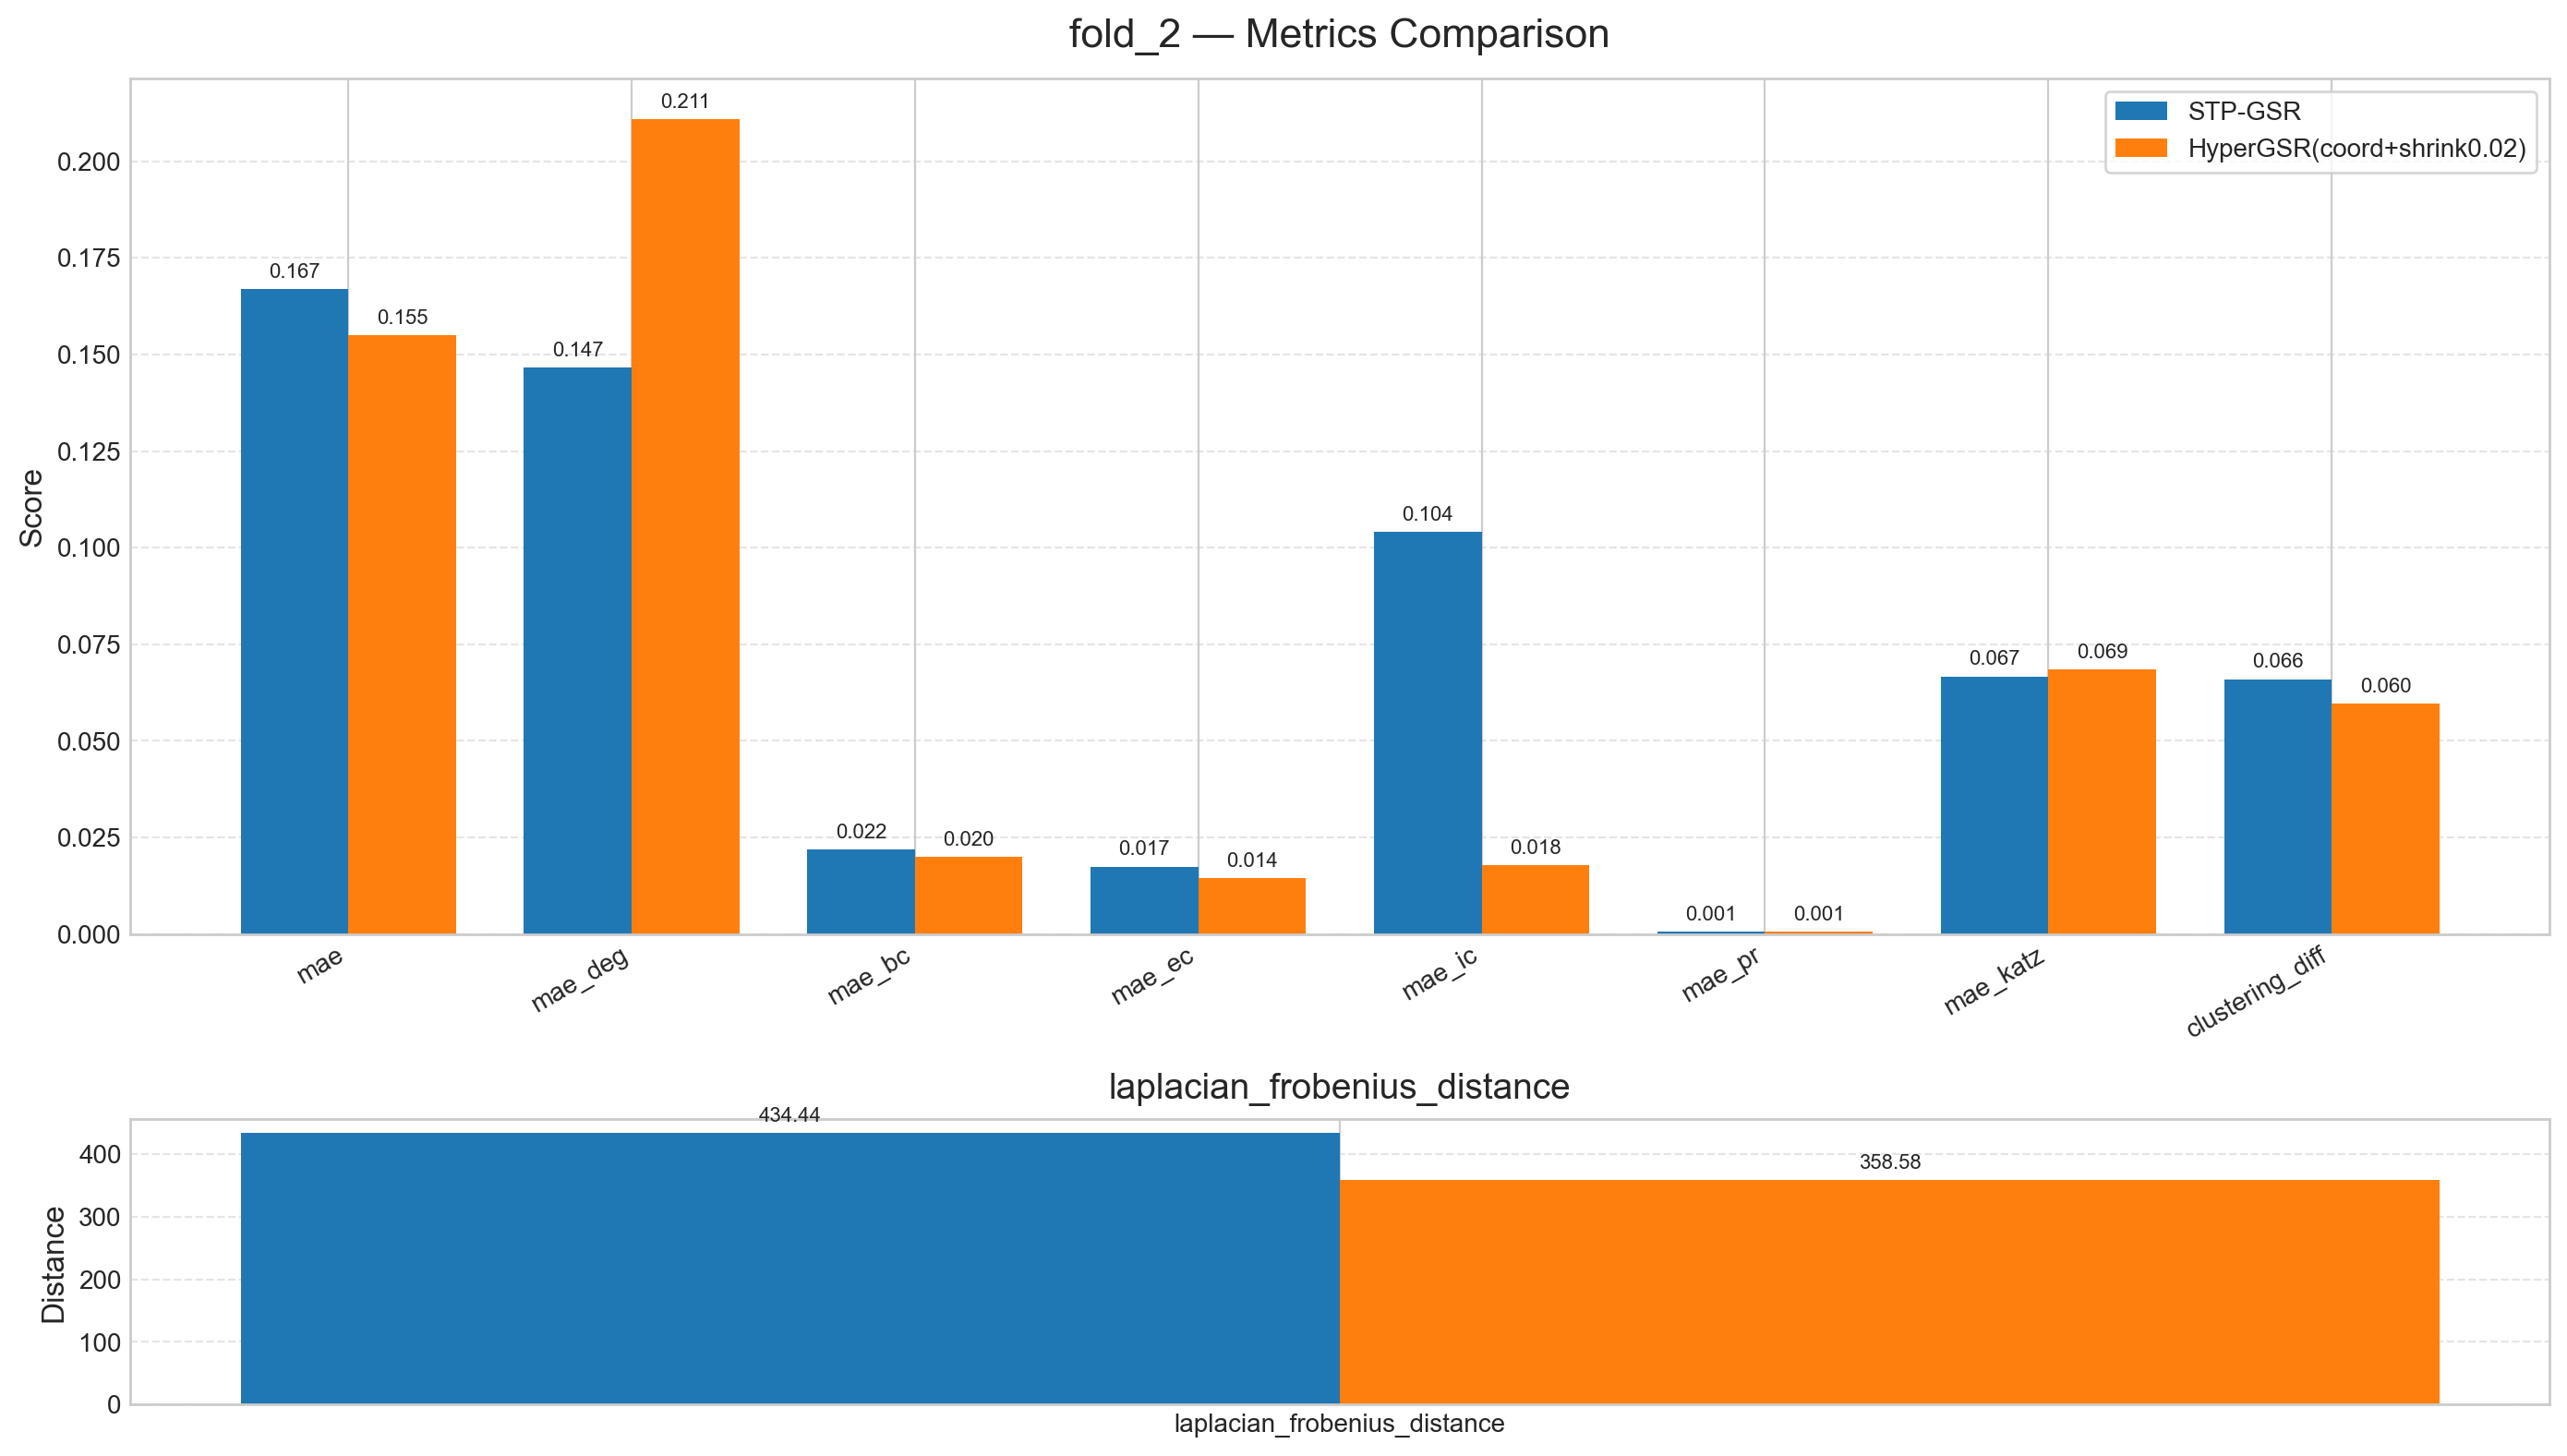 fold_2 — Metrics Comparison
STP-GSR
HyperGSR(coord+shrink0.02)
Score
0.200
0.175
0.150
0.125
0.100
0.075
0.050
0.025
0.000
0.167
0.155
0.147
0.211
0.022
0.020
0.017
0.014
0.104
0.018
0.001
0.001
0.067
0.069
0.066
0.060
mae
mae_deg
mae_bc
mae_ec
mae_ic
mae_pr
mae_katz
clustering_diff
laplacian_frobenius_distance
Distance
400
300
200
100
0
434.44
358.58
laplacian_frobenius_distance